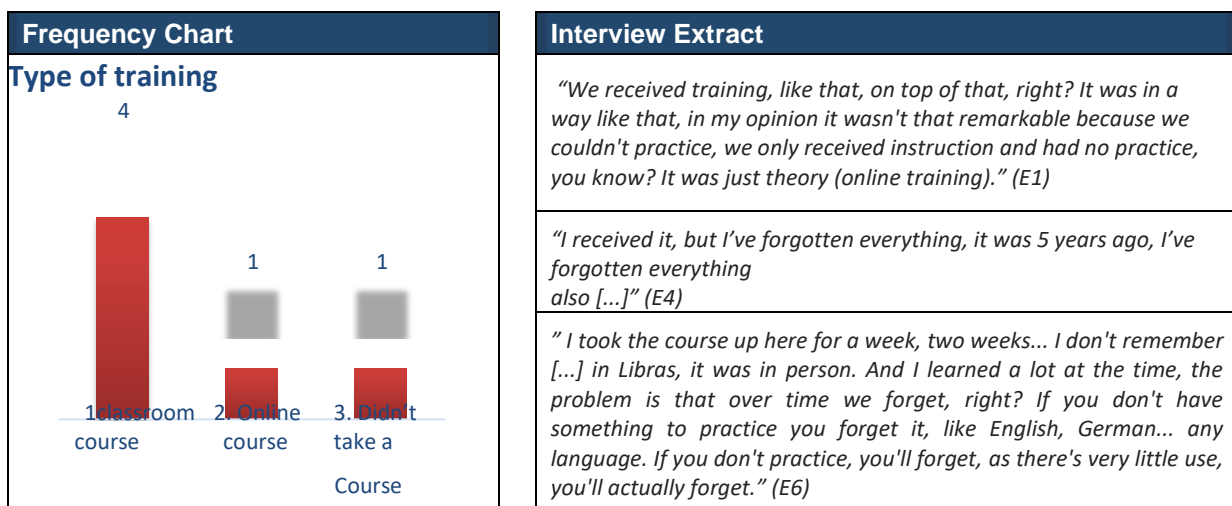 Frequency Chart
Type of training
4
1
1
1classroom
course
2. Online
course
3. Didn't
take a
Course
Interview Extract
“We received training, like that, on top of that, right? It was in a
way like that, in my opinion it wasn't that remarkable because we
couldn't practice, we only received instruction and had no practice,
you know? It was just theory (online training).” (E1)
“I received it, but I’ve forgotten everything, it was 5 years ago, I’ve
forgotten everything
also [...]” (E4)
” I took the course up here for a week, two weeks... I don't remember
[...] in Libras, it was in person. And I learned a lot at the time, the
problem is that over time we forget, right? If you don't have
something to practice you forget it, like English, German... any
language. If you don't practice, you'll forget, as there's very little use,
you'll actually forget.” (E6)